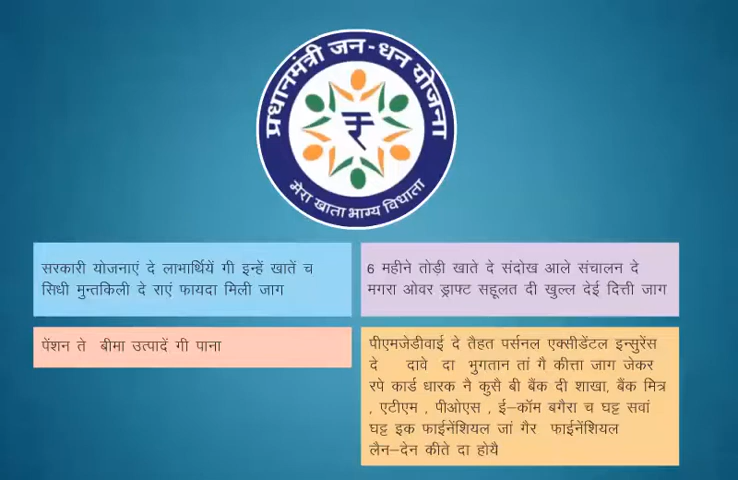 प्रधानमंत्री जन-धन योजना
मेरा खाता भाग्य विधाता
सरकारी योजनाएं दे लाभार्थियें गी इन्हें खातें च
सिधी मुन्तकिली दे राएं फायदा मिली जाग
6 महीने तोड़ी खाते दे संदोख आले संचालन दे
मगरा ओवर ड्राफ्ट सहूलत दी खुल्ल देई दित्ती जाग
पेंशन ते बीमा उत्पादें गी पाना
पीएमजेडीवाई दे तैहत पर्सनल एक्सीडेंटल इन्सुरेंस
दे दावे दा भुगतान तां गै कीत्ता जाग जेकर
रपे कार्ड धारक नै कुसै बी बैंक दी शाखा, बैंक मित्र
, एटीएम , पीओएस , ई-कॉम बगैरा च घट्ट सवां
घट्ट इक फाईनेंशियल जां गैर फाईनेंशियल
लैन-देन कीते दा होयै